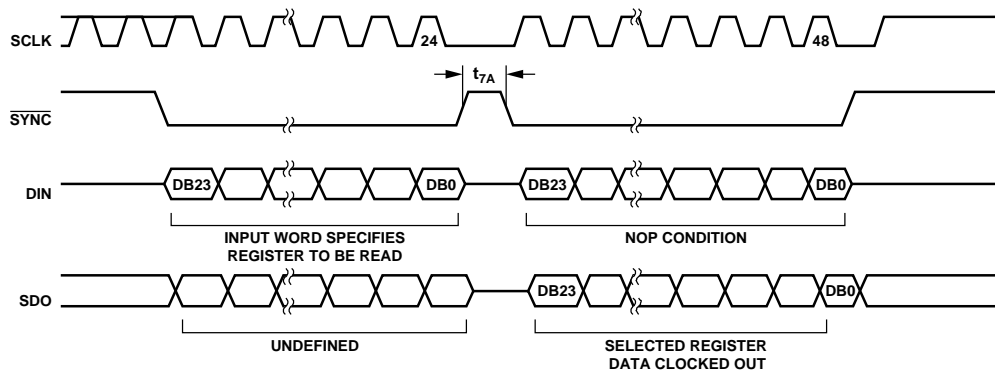 SCLK
24
48
t7A
SYNC
DIN
DB23
DB0
DB23
DB0
INPUT WORD SPECIFIES
REGISTER TO BE READ
NOP CONDITION
SDO
DB23
DB0
UNDEFINED
SELECTED REGISTER
DATA CLOCKED OUT